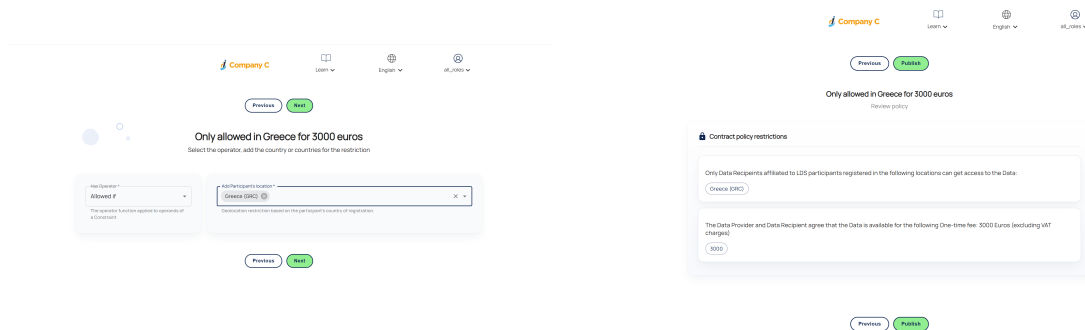 Company C
Learn
English
all_roles
Previous
Next
Only allowed in Greece for 3000 euros
Select the operator, add the country or countries for the restriction
Has Operator *
Allowed if
The operator function applied to operands of
a Constraint
Add Participant's location *
Greece (GRC)
Geolocation restriction based on the participant's country of registration.
Previous
Next
Company C
Learn
English
all_roles
Previous
Publish
Only allowed in Greece for 3000 euros
Review policy
Contract policy restrictions
Only Data Recipeints affiliated to LDS participants registered in the following locations can get access to the Data:
Greece (GRC)
The Data Provider and Data Recipient agree that the Data is available for the following One-time fee: 3000 Euros (excluding VAT
charges)
3000
Previous
Publish